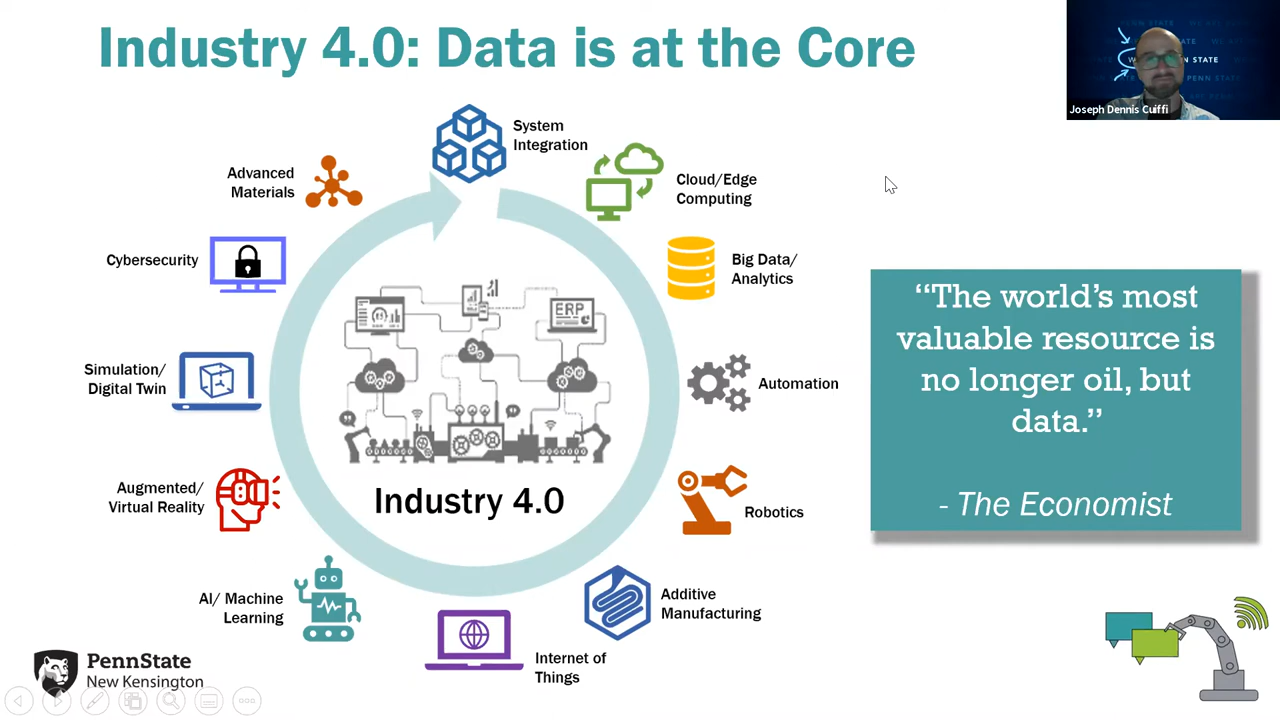 Industry 4.0: Data is at the Core
Joseph Dennis Cuiffi
System
Integration
Cloud/Edge
Computing
Big Data/
Analytics
Automation
Robotics
Additive
Manufacturing
Internet of
Things
AI/ Machine
Learning
Augmented/
Virtual Reality
Simulation/
Digital Twin
Cybersecurity
Advanced
Materials
ERP
Industry 4.0
“The world’s most
valuable resource is
no longer oil, but
data.”
- The Economist
PennState
New Kensington